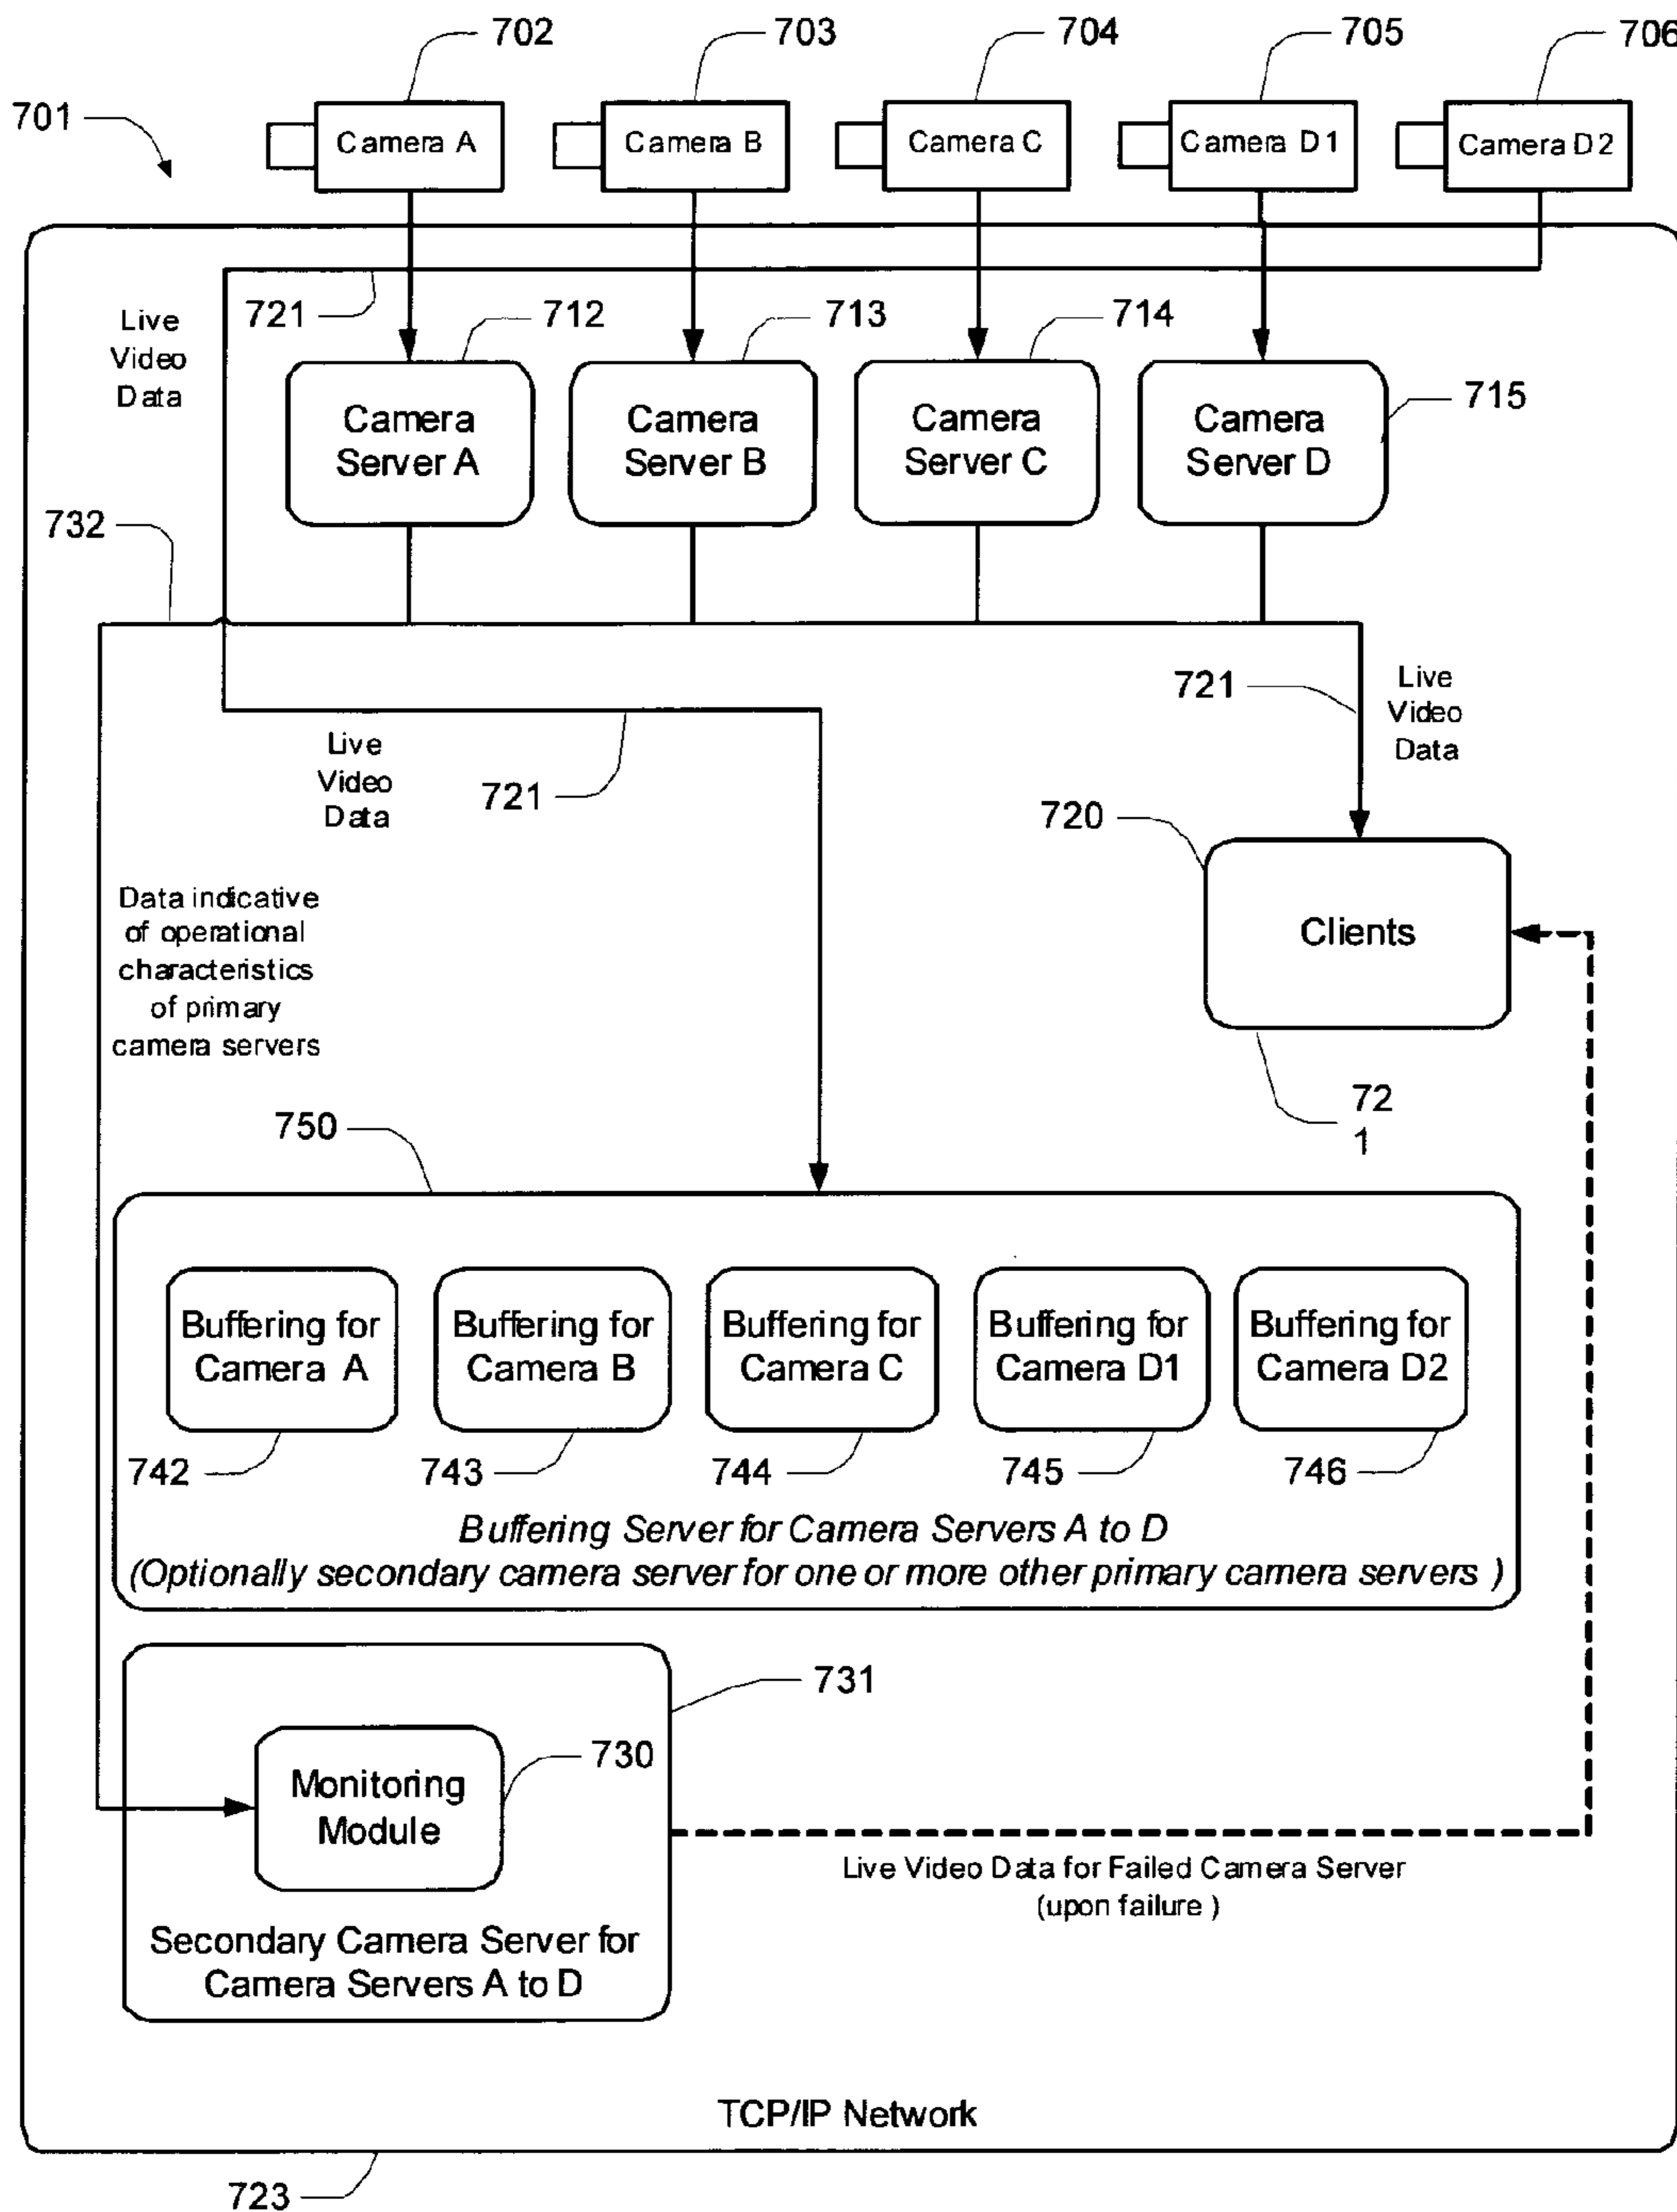 702
703
704
705
706
701
Camera A
Camera B
Camera C
Camera D1
Camera D2
721
712
713
714
Live
Video
Data
Camera
Server A
Camera
Server B
Camera
Server C
Camera
Server D
715
732
721
Live
Video
Data
Live
Video
Data
721
720
Clients
Data indicative
of operational
characteristics
of primary
camera servers
72
1
750
Buffering for
Camera A
Buffering for
Camera B
Buffering for
Camera C
Buffering for
Camera D1
Buffering for
Camera D2
742
743
744
745
746
Buffering Server for Camera Servers A to D
(Optionally secondary camera server for one or more other primary camera servers )
731
730
Monitoring
Module
Live Video Data for Failed Camera Server
(upon failure )
Secondary Camera Server for
Camera Servers A to D
TCP/IP Network
723